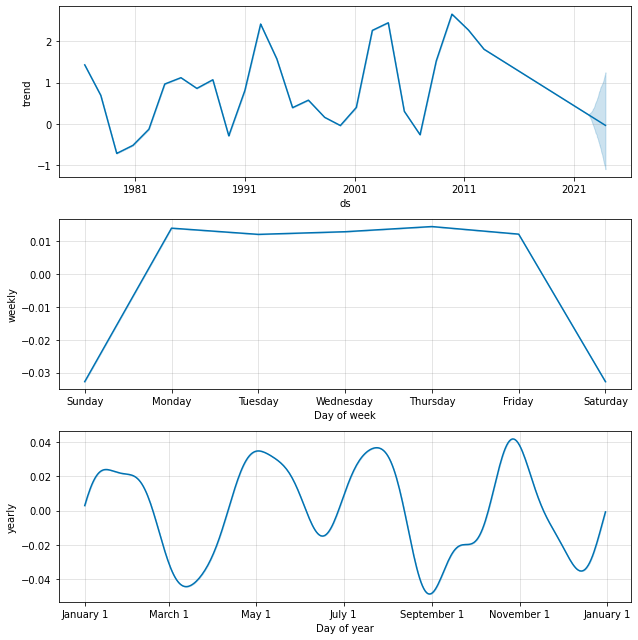 2
1
0
−1
trend
1981 1991 2001 2011 2021
ds
0.01
0.00
−0.01
−0.02
−0.03
weekly
Sunday Monday Tuesday Wednesday Thursday Friday Saturday
Day of week
0.04
0.02
0.00
−0.02
−0.04
yearly
January 1 March 1 May 1 July 1 September 1 November 1 January 1
Day of year